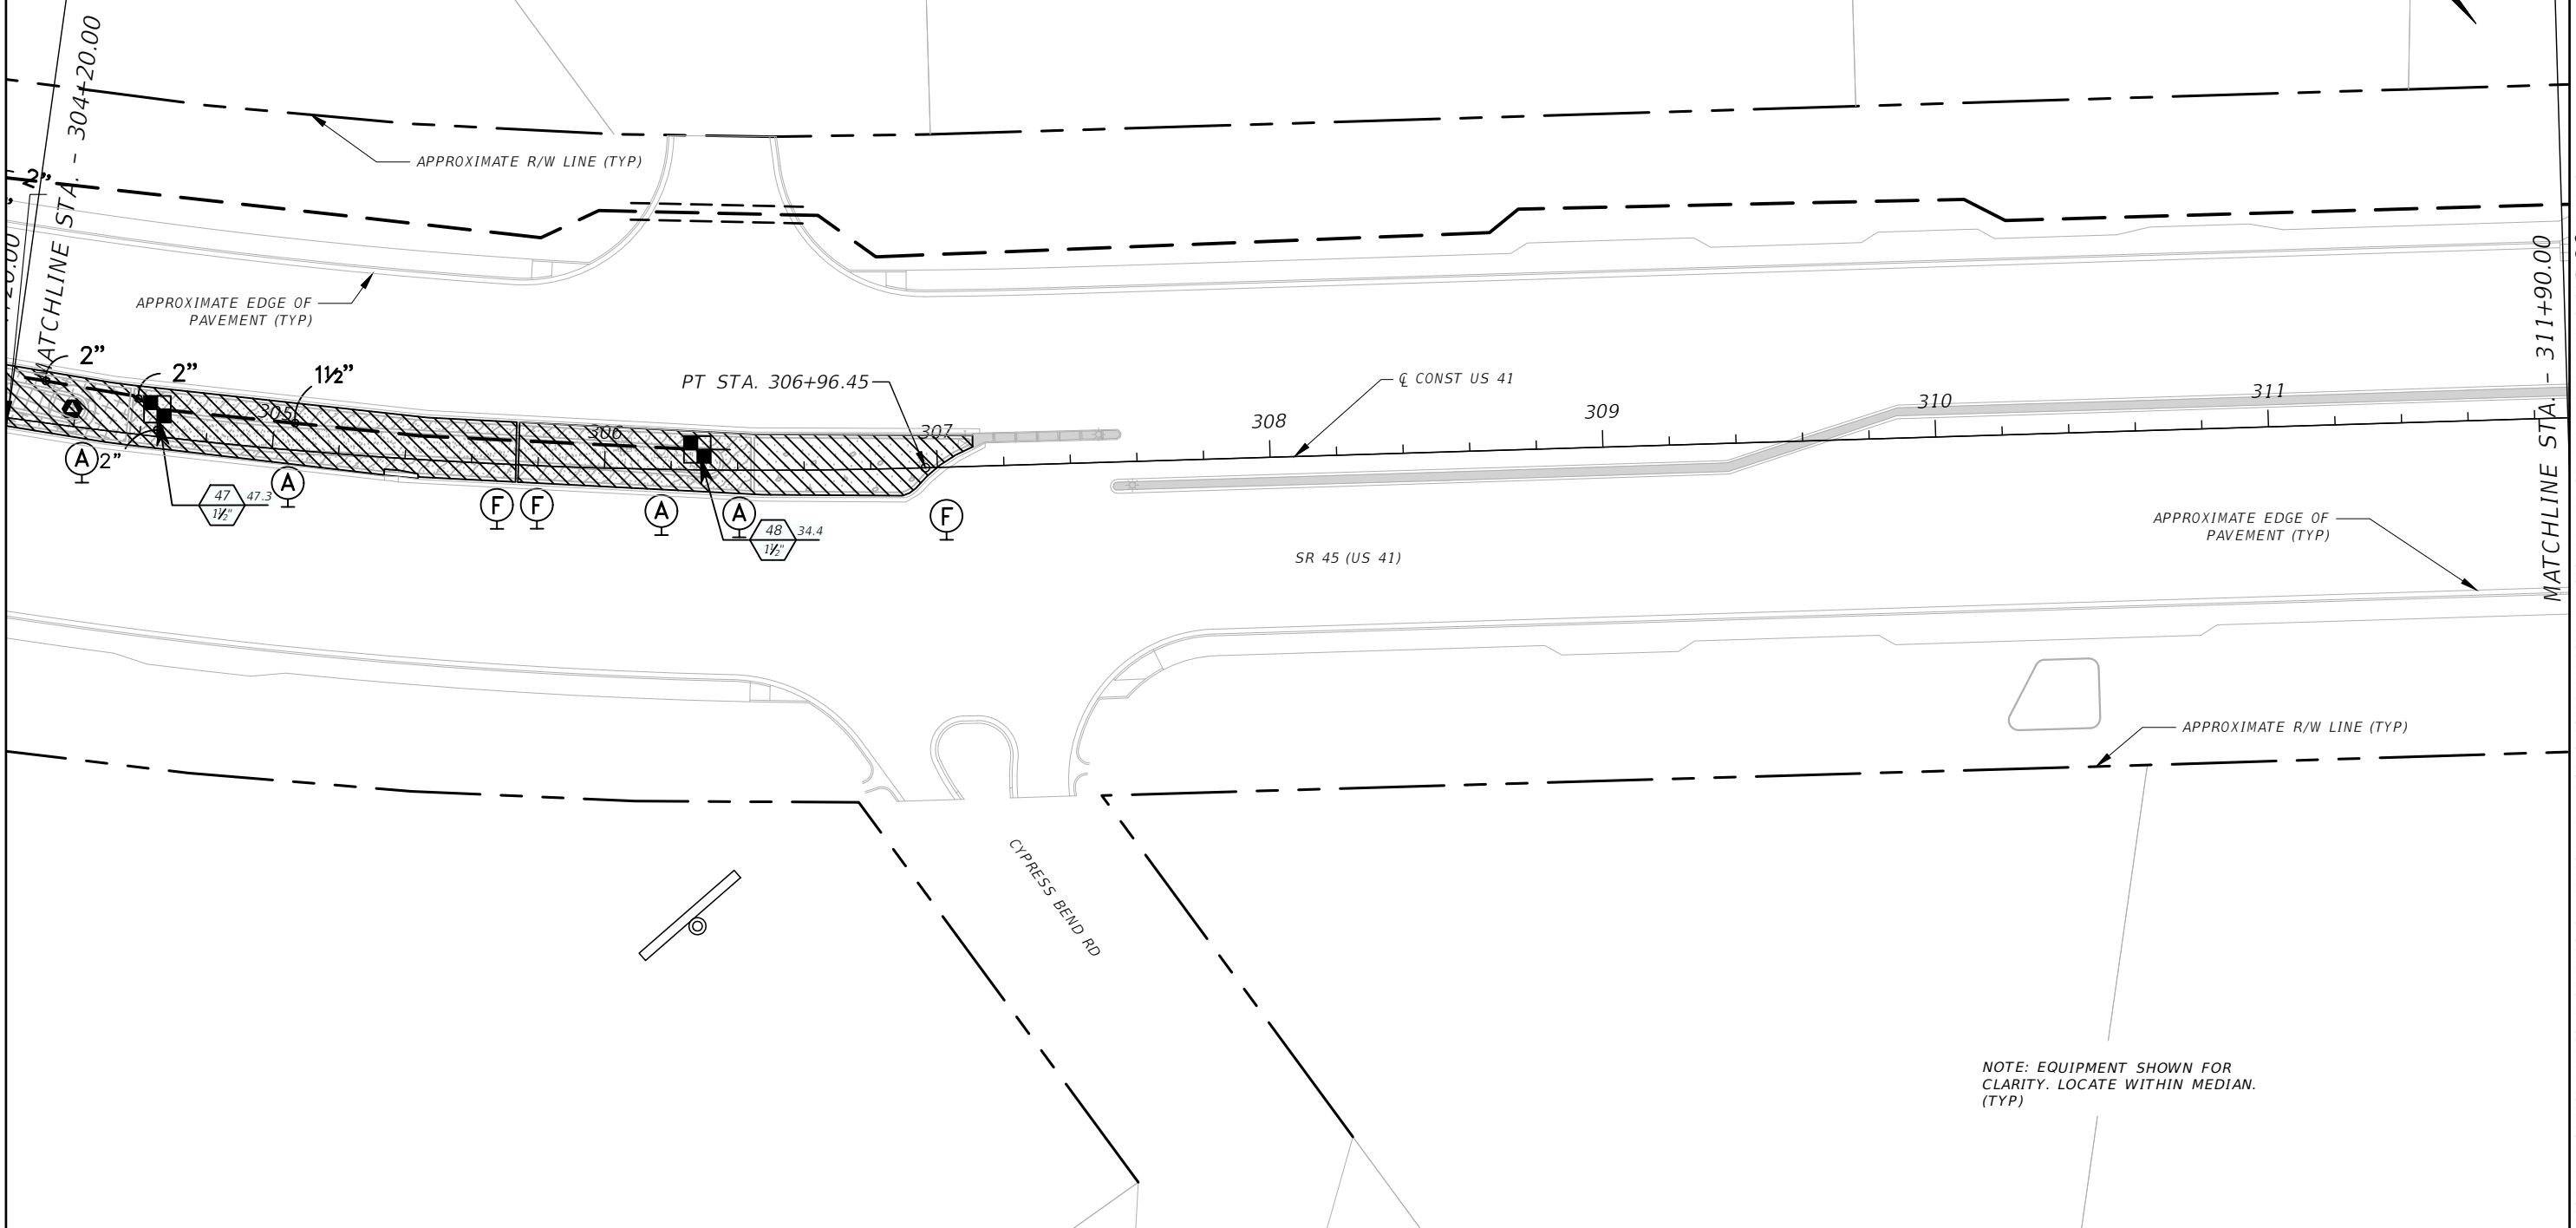 MATCHLINE STA. - 304+20.00
APPROXIMATE R/W LINE (TYP)
2”
APPROXIMATE EDGE OF
PAVEMENT (TYP)
2”
2”
1½”
305
306
307
PT STA. 306+96.45
℄ CONST US 41
308
309
310
311
MATCHLINE STA. - 311+90.00
A
2”
47
47.3
1½"
A
F
F
A
A
48
34.4
1½"
F
SR 45 (US 41)
APPROXIMATE EDGE OF
PAVEMENT (TYP)
APPROXIMATE R/W LINE (TYP)
CYPRESS BEND RD
NOTE: EQUIPMENT SHOWN FOR
CLARITY. LOCATE WITHIN MEDIAN.
(TYP)